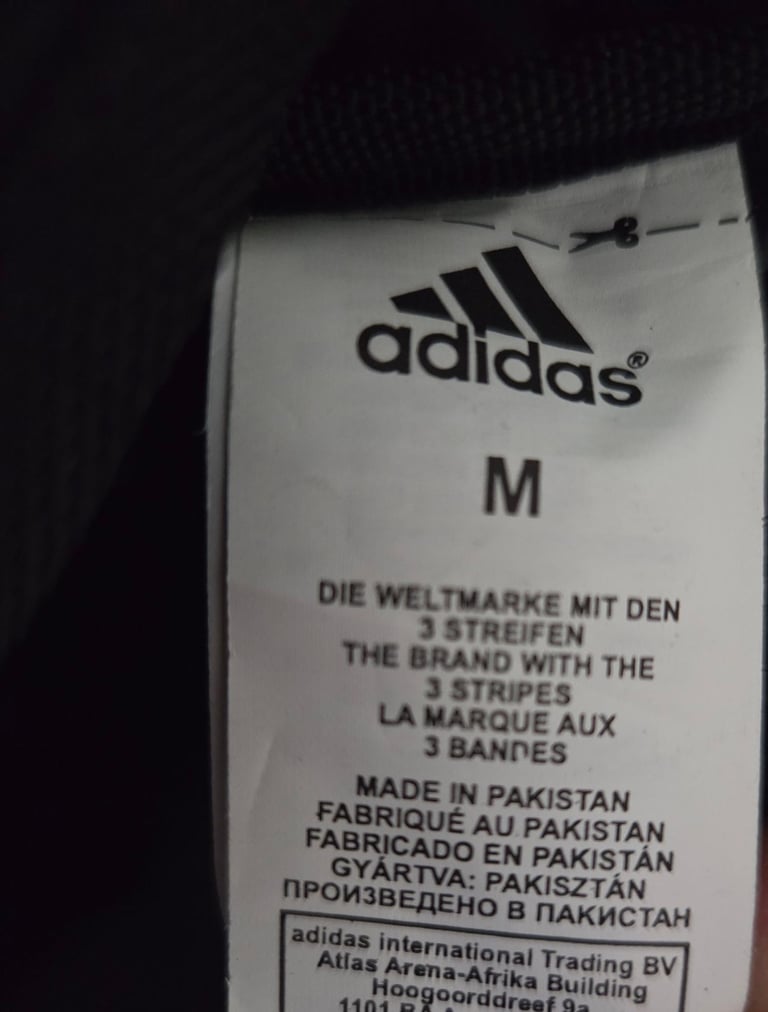 adidas®
M
DIE WELTMARKE MIT DEN
3 STREIFEN
THE BRAND WITH THE
3 STRIPES
LA MARQUE AUX
3 BANDES
MADE IN PAKISTAN
FABRIQUÉ AU PAKISTAN
FABRICADO EN PAKISTÁN
GYÁRTVA: PAKISZTÁN
ПРОИЗВЕДЕНО В ПАКИСТАН
adidas international Trading BV
Atlas Arena-Afrika Building
Hoogoorddreef 9a
1101 BA